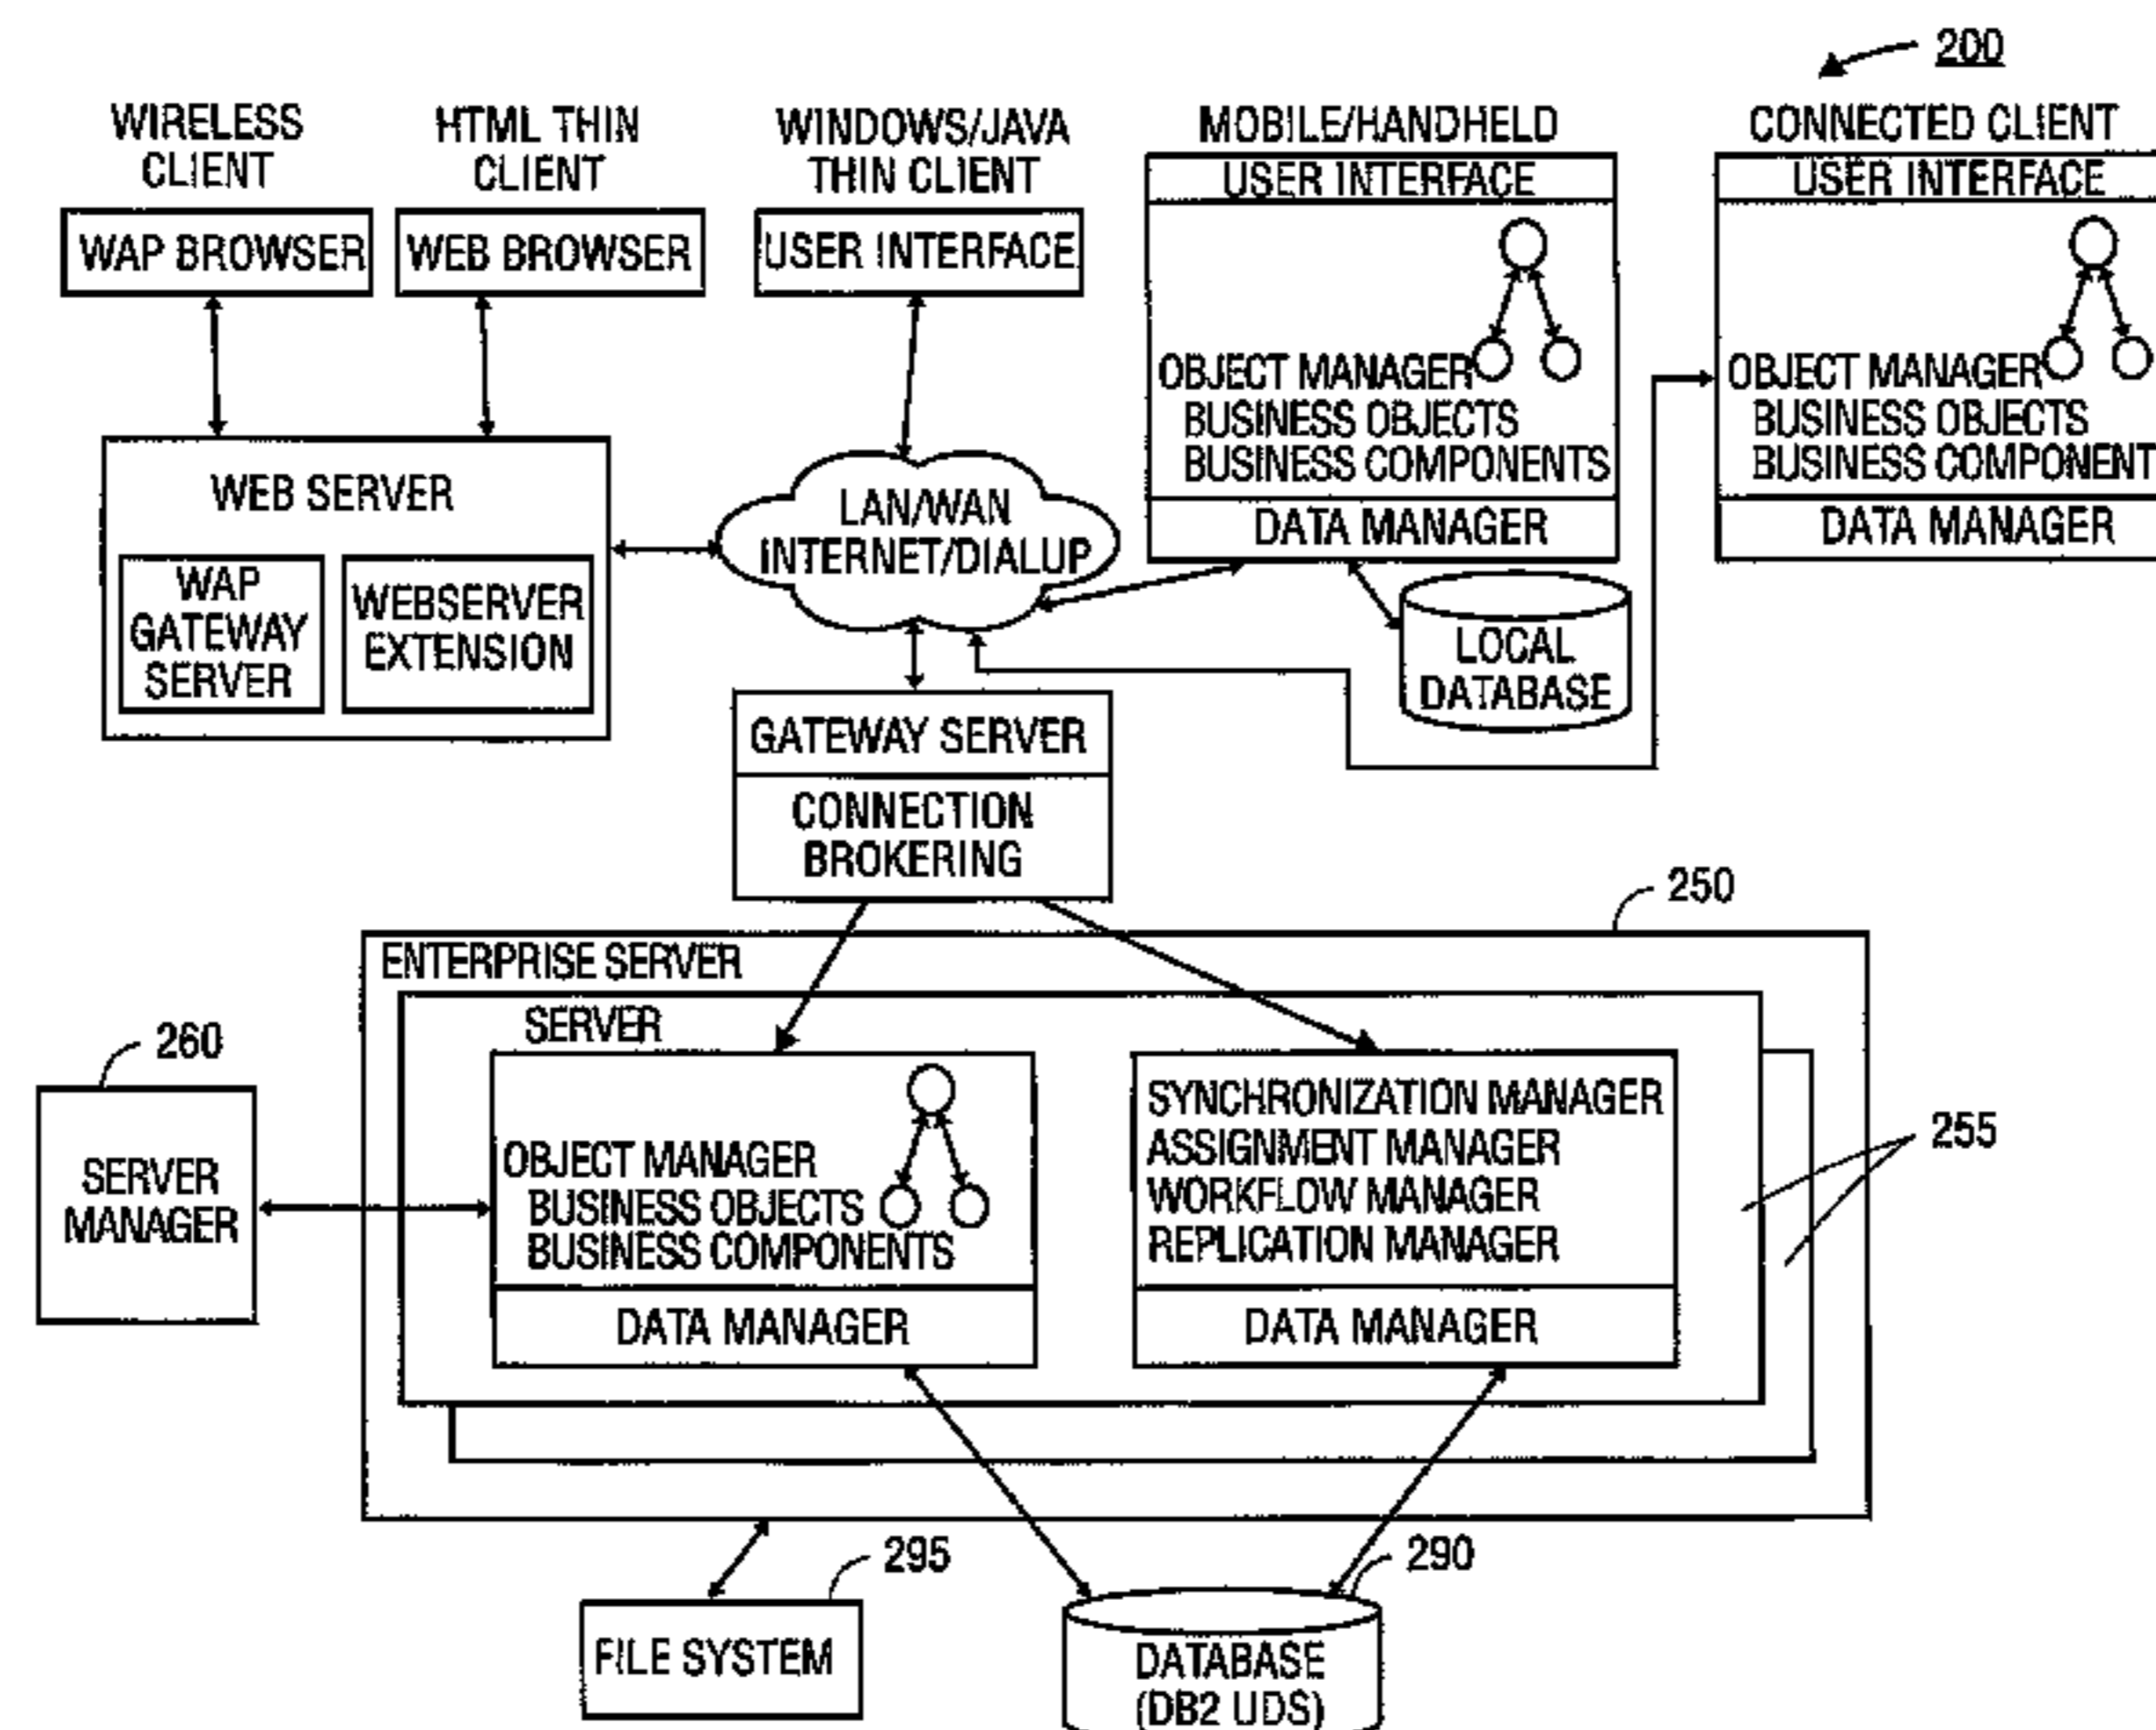 200
WIRELESS
CLIENT
WAP BROWSER
HTML THIN
CLIENT
WEB BROWSER
WINDOWS/JAVA
THIN CLIENT
USER INTERFACE
MOBILE/HANDHELD
USER INTERFACE
OBJECT MANAGER
BUSINESS OBJECTS
BUSINESS COMPONENTS
DATA MANAGER
CONNECTED CLIENT
USER INTERFACE
OBJECT MANAGER
BUSINESS OBJECTS
BUSINESS COMPONENT
DATA MANAGER
WEB SERVER
WAP
GATEWAY
SERVER
WEBSERVER
EXTENSION
LAN/WAN
INTERNET/DIALUP
LOCAL
DATABASE
GATEWAY SERVER
CONNECTION
BROKERING
250
ENTERPRISE SERVER
SERVER
260
SERVER
MANAGER
OBJECT MANAGER
BUSINESS OBJECTS
BUSINESS COMPONENTS
DATA MANAGER
SYNCHRONIZATION MANAGER
ASSIGNMENT MANAGER
WORKFLOW MANAGER
REPLICATION MANAGER
DATA MANAGER
255
295
FILE SYSTEM
290
DATABASE
(DB2 UDS)